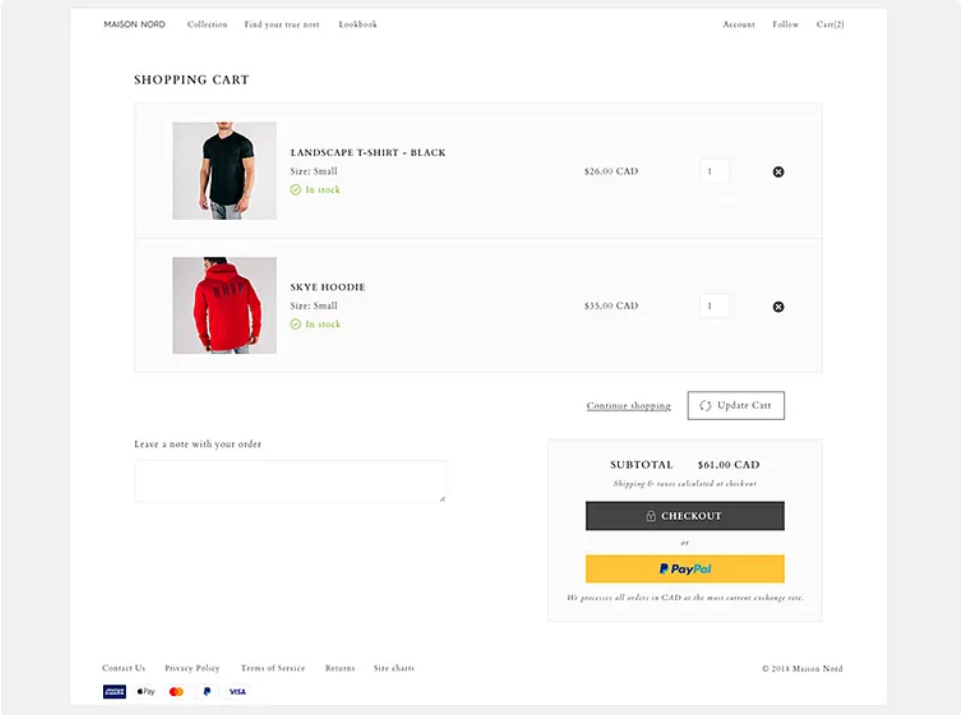 MAISON NORD Collection Find your true nort Lookbook Account Follow Cart(2)
SHOPPING CART
LANDSCAPE T-SHIRT - BLACK
Size: Small
In stock
$26.00 CAD 1
SKYE HOODIE
Size: Small
In stock
$35.00 CAD 1
Continue shopping Update Cart
Leave a note with your order
SUBTOTAL $61.00 CAD
Shipping & taxes calculated at checkout
CHECKOUT
or
PayPal
We processes all orders in CAD at the most current exchange rate.
Contact Us Privacy Policy Terms of Service Returns Size charts © 2018 Maison Nord
Pay VISA